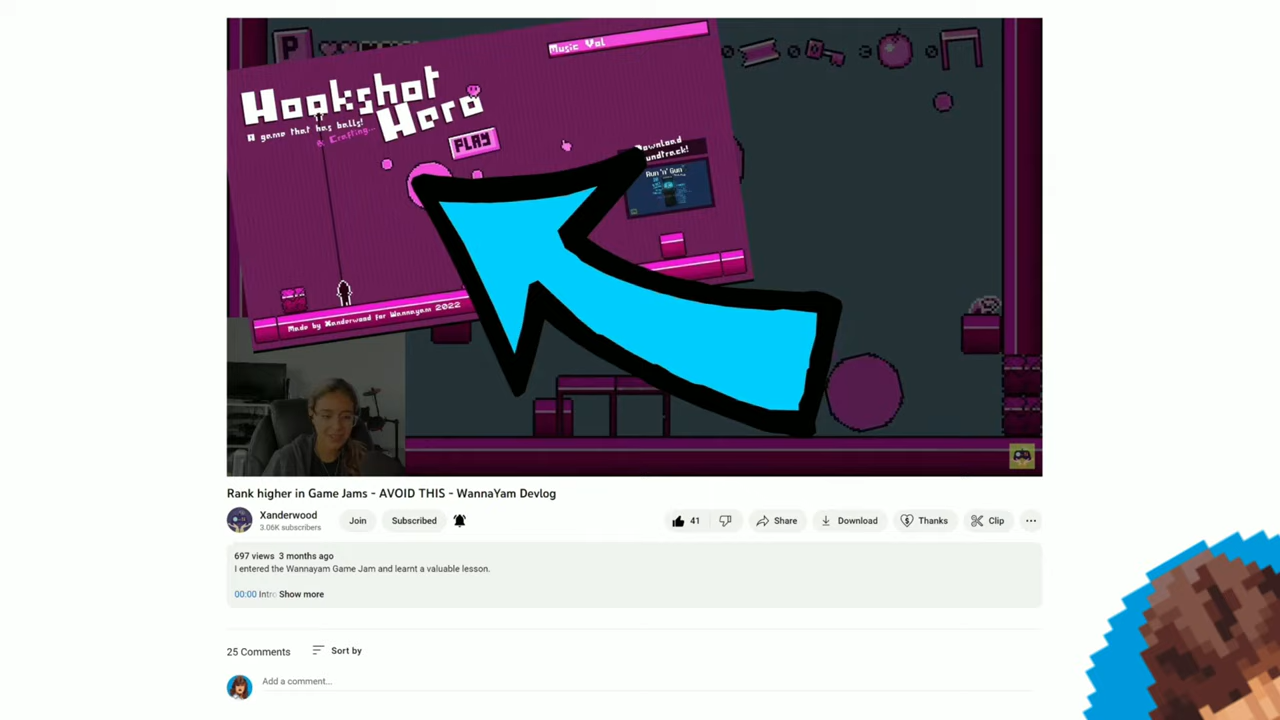 P
Music Vol
Hookshot
Hero
A game that has balls!
& Crafting...
PLAY
Download
Soundtrack!
Run 'n' Gun
Made by Xanderwood for Wannayam 2022
Rank higher in Game Jams - AVOID THIS - WannaYam Devlog
Xanderwood
3.06K subscribers
Join
Subscribed
41
Share
Download
Thanks
Clip
697 views 3 months ago
I entered the Wannayam Game Jam and learnt a valuable lesson.
00:00 Intro Show more
25 Comments
Sort by
Add a comment...